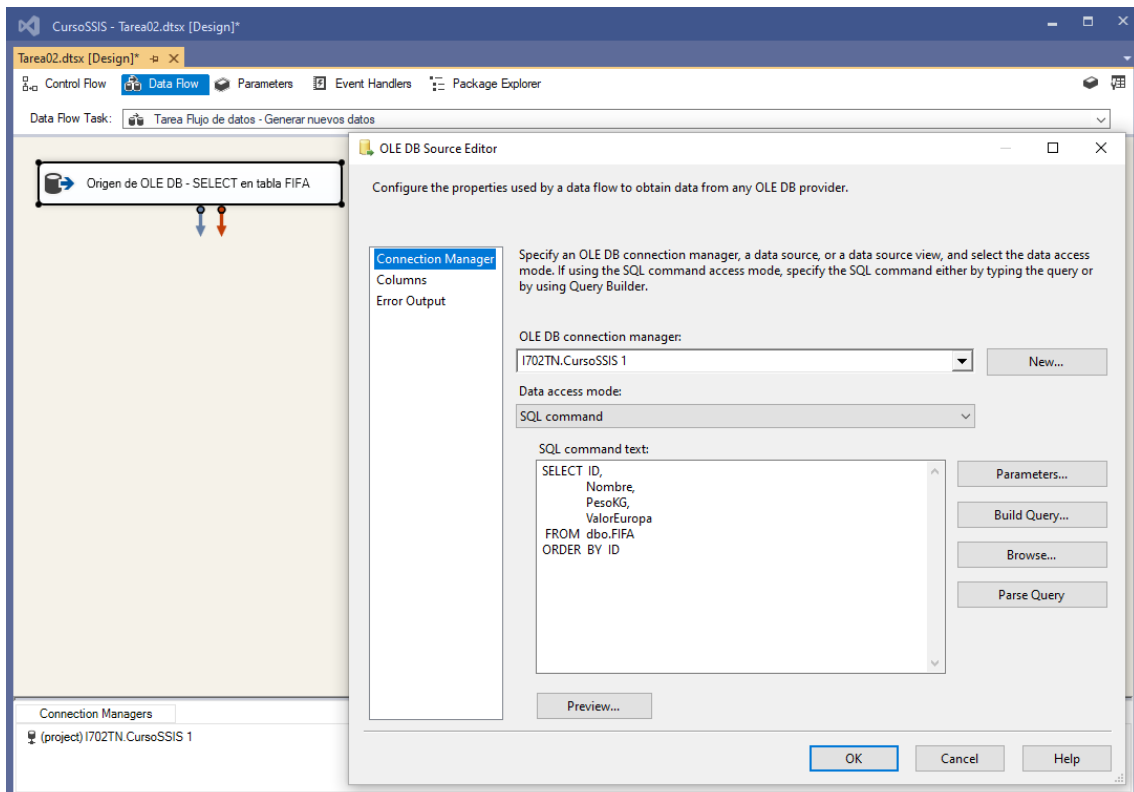 CursoSSIS - Tarea02.dtsx [Design]*
Tarea02.dtsx [Design]*
Control Flow Data Flow Parameters Event Handlers Package Explorer
Data Flow Task: Tarea Flujo de datos - Generar nuevos datos
Origen de OLE DB - SELECT en tabla FIFA
OLE DB Source Editor
Configure the properties used by a data flow to obtain data from any OLE DB provider.
Connection Manager
Columns
Error Output
Specify an OLE DB connection manager, a data source, or a data source view, and select the data access
mode. If using the SQL command access mode, specify the SQL command either by typing the query or
by using Query Builder.
OLE DB connection manager:
I702TN.CursoSSIS 1
New...
Data access mode:
SQL command
SQL command text:
SELECT ID,
Nombre,
PesoKG,
ValorEuropa
FROM dbo.FIFA
ORDER BY ID
Parameters...
Build Query...
Browse...
Parse Query
Preview...
Connection Managers
(project) I702TN.CursoSSIS 1
OK Cancel Help